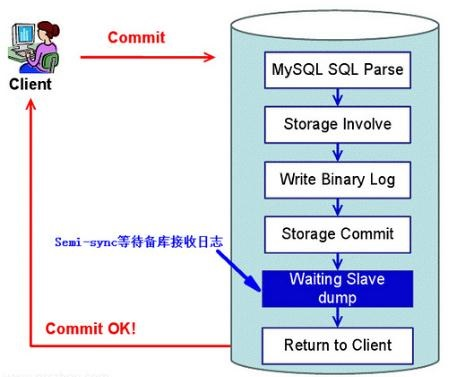 Commit
Client
MySQL SQL Parse
Storage Involve
Write Binary Log
Storage Commit
Semi-sync等待备库接收日志
Waiting Slave
dump
Commit OK!
Return to Client